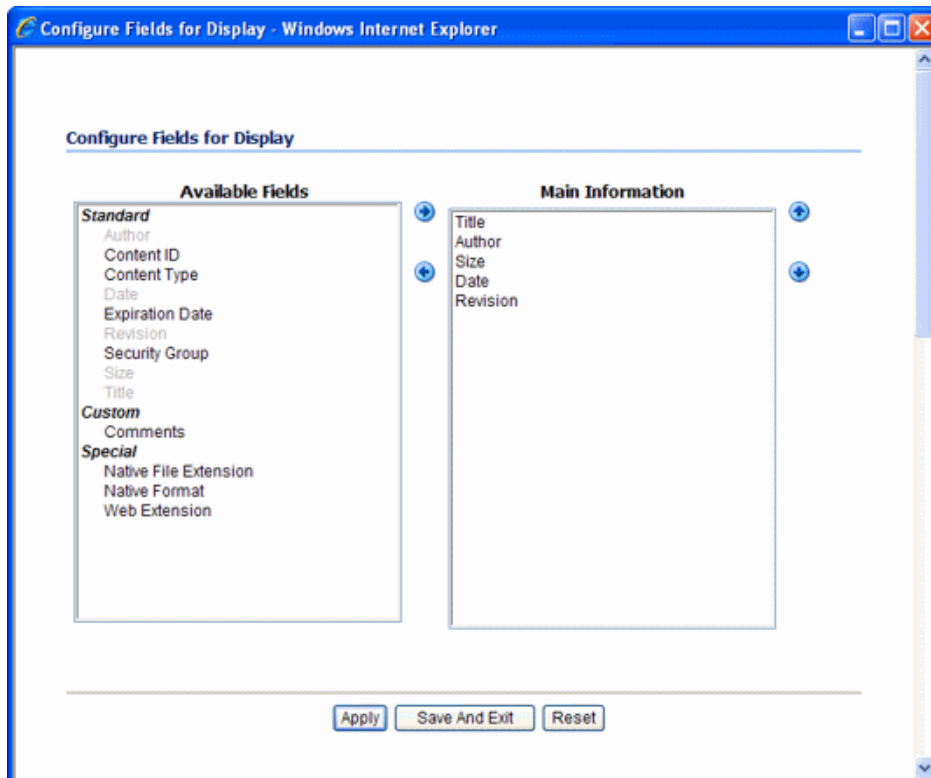 Configure Fields for Display - Windows Internet Explorer
Configure Fields for Display
Available Fields
Standard
Author
Content ID
Content Type
Date
Expiration Date
Revision
Security Group
Size
Title
Custom
Comments
Special
Native File Extension
Native Format
Web Extension
Main Information
Title
Author
Size
Date
Revision
Apply
Save And Exit
Reset